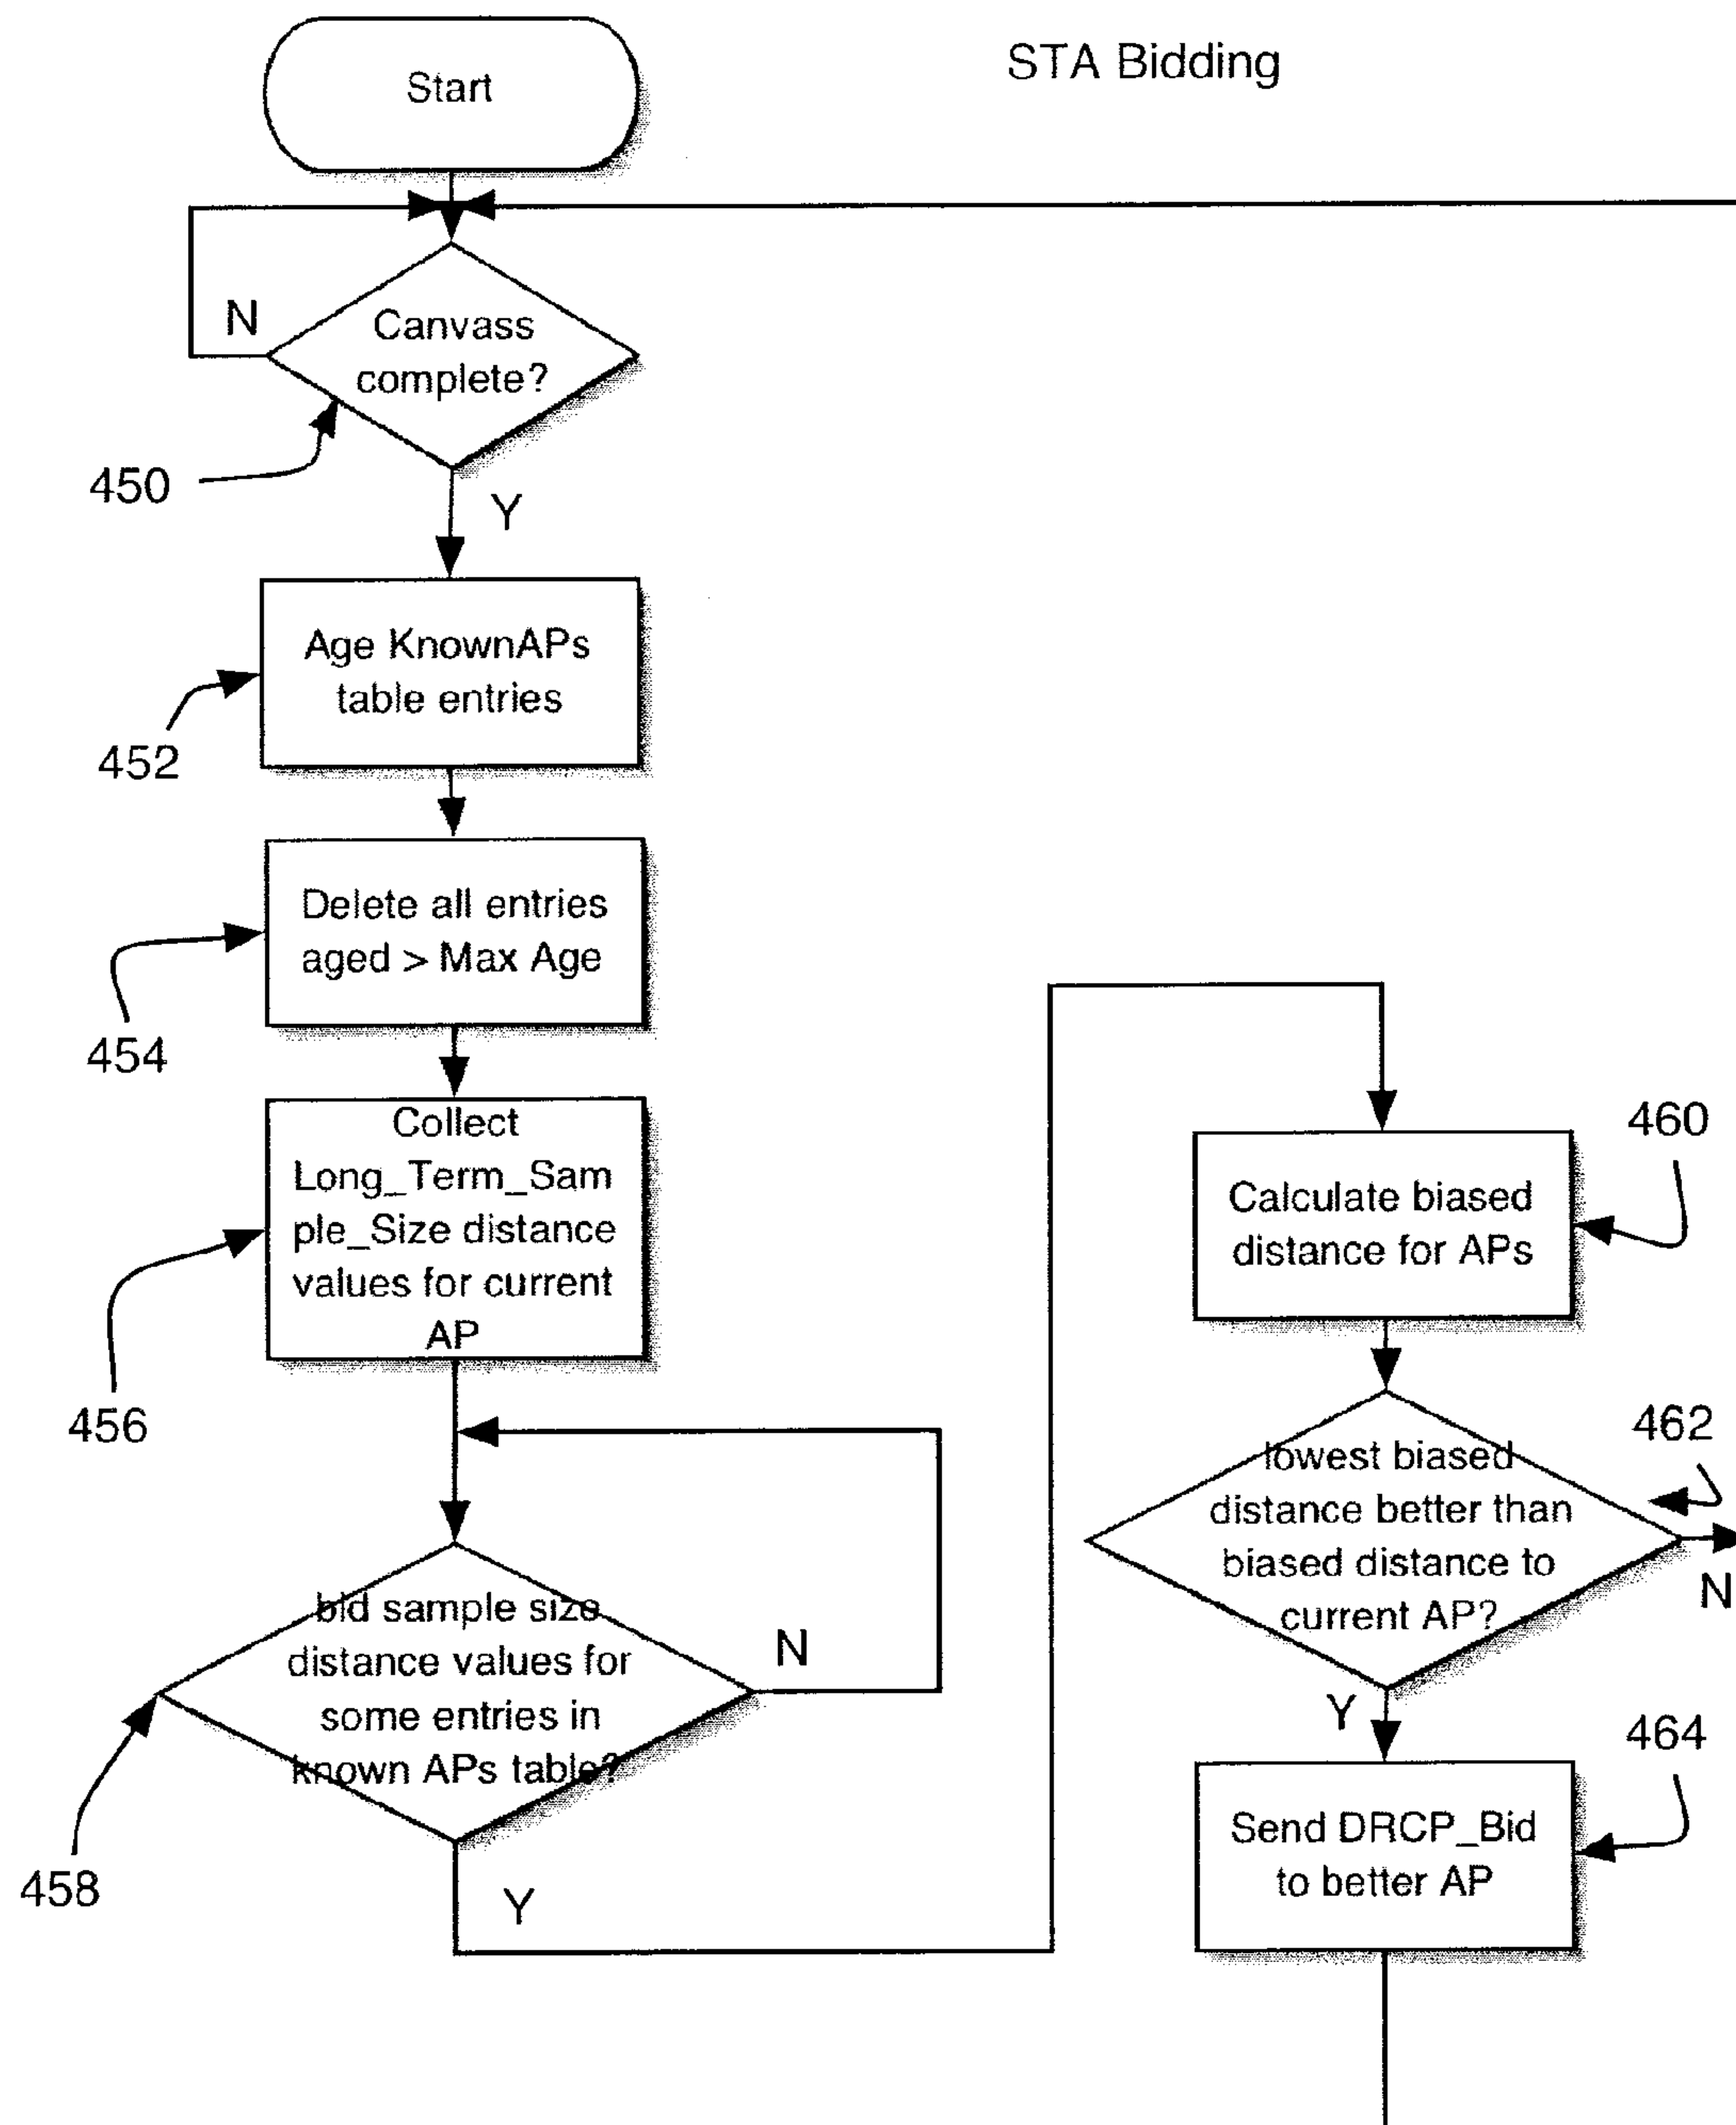 STA Bidding
Start
Canvass
complete?
N
450
Y
Age KnownAPs
table entries
452
Delete all entries
aged > Max Age
454
Collect
Long_Term_Sam
ple_Size distance
values for current
AP
456
bid sample size
distance values for
some entries in
known APs table?
N
458
Y
Calculate biased
distance for APs
460
lowest biased
distance better than
biased distance to
current AP?
462
N
Y
Send DRCP_Bid
to better AP
464